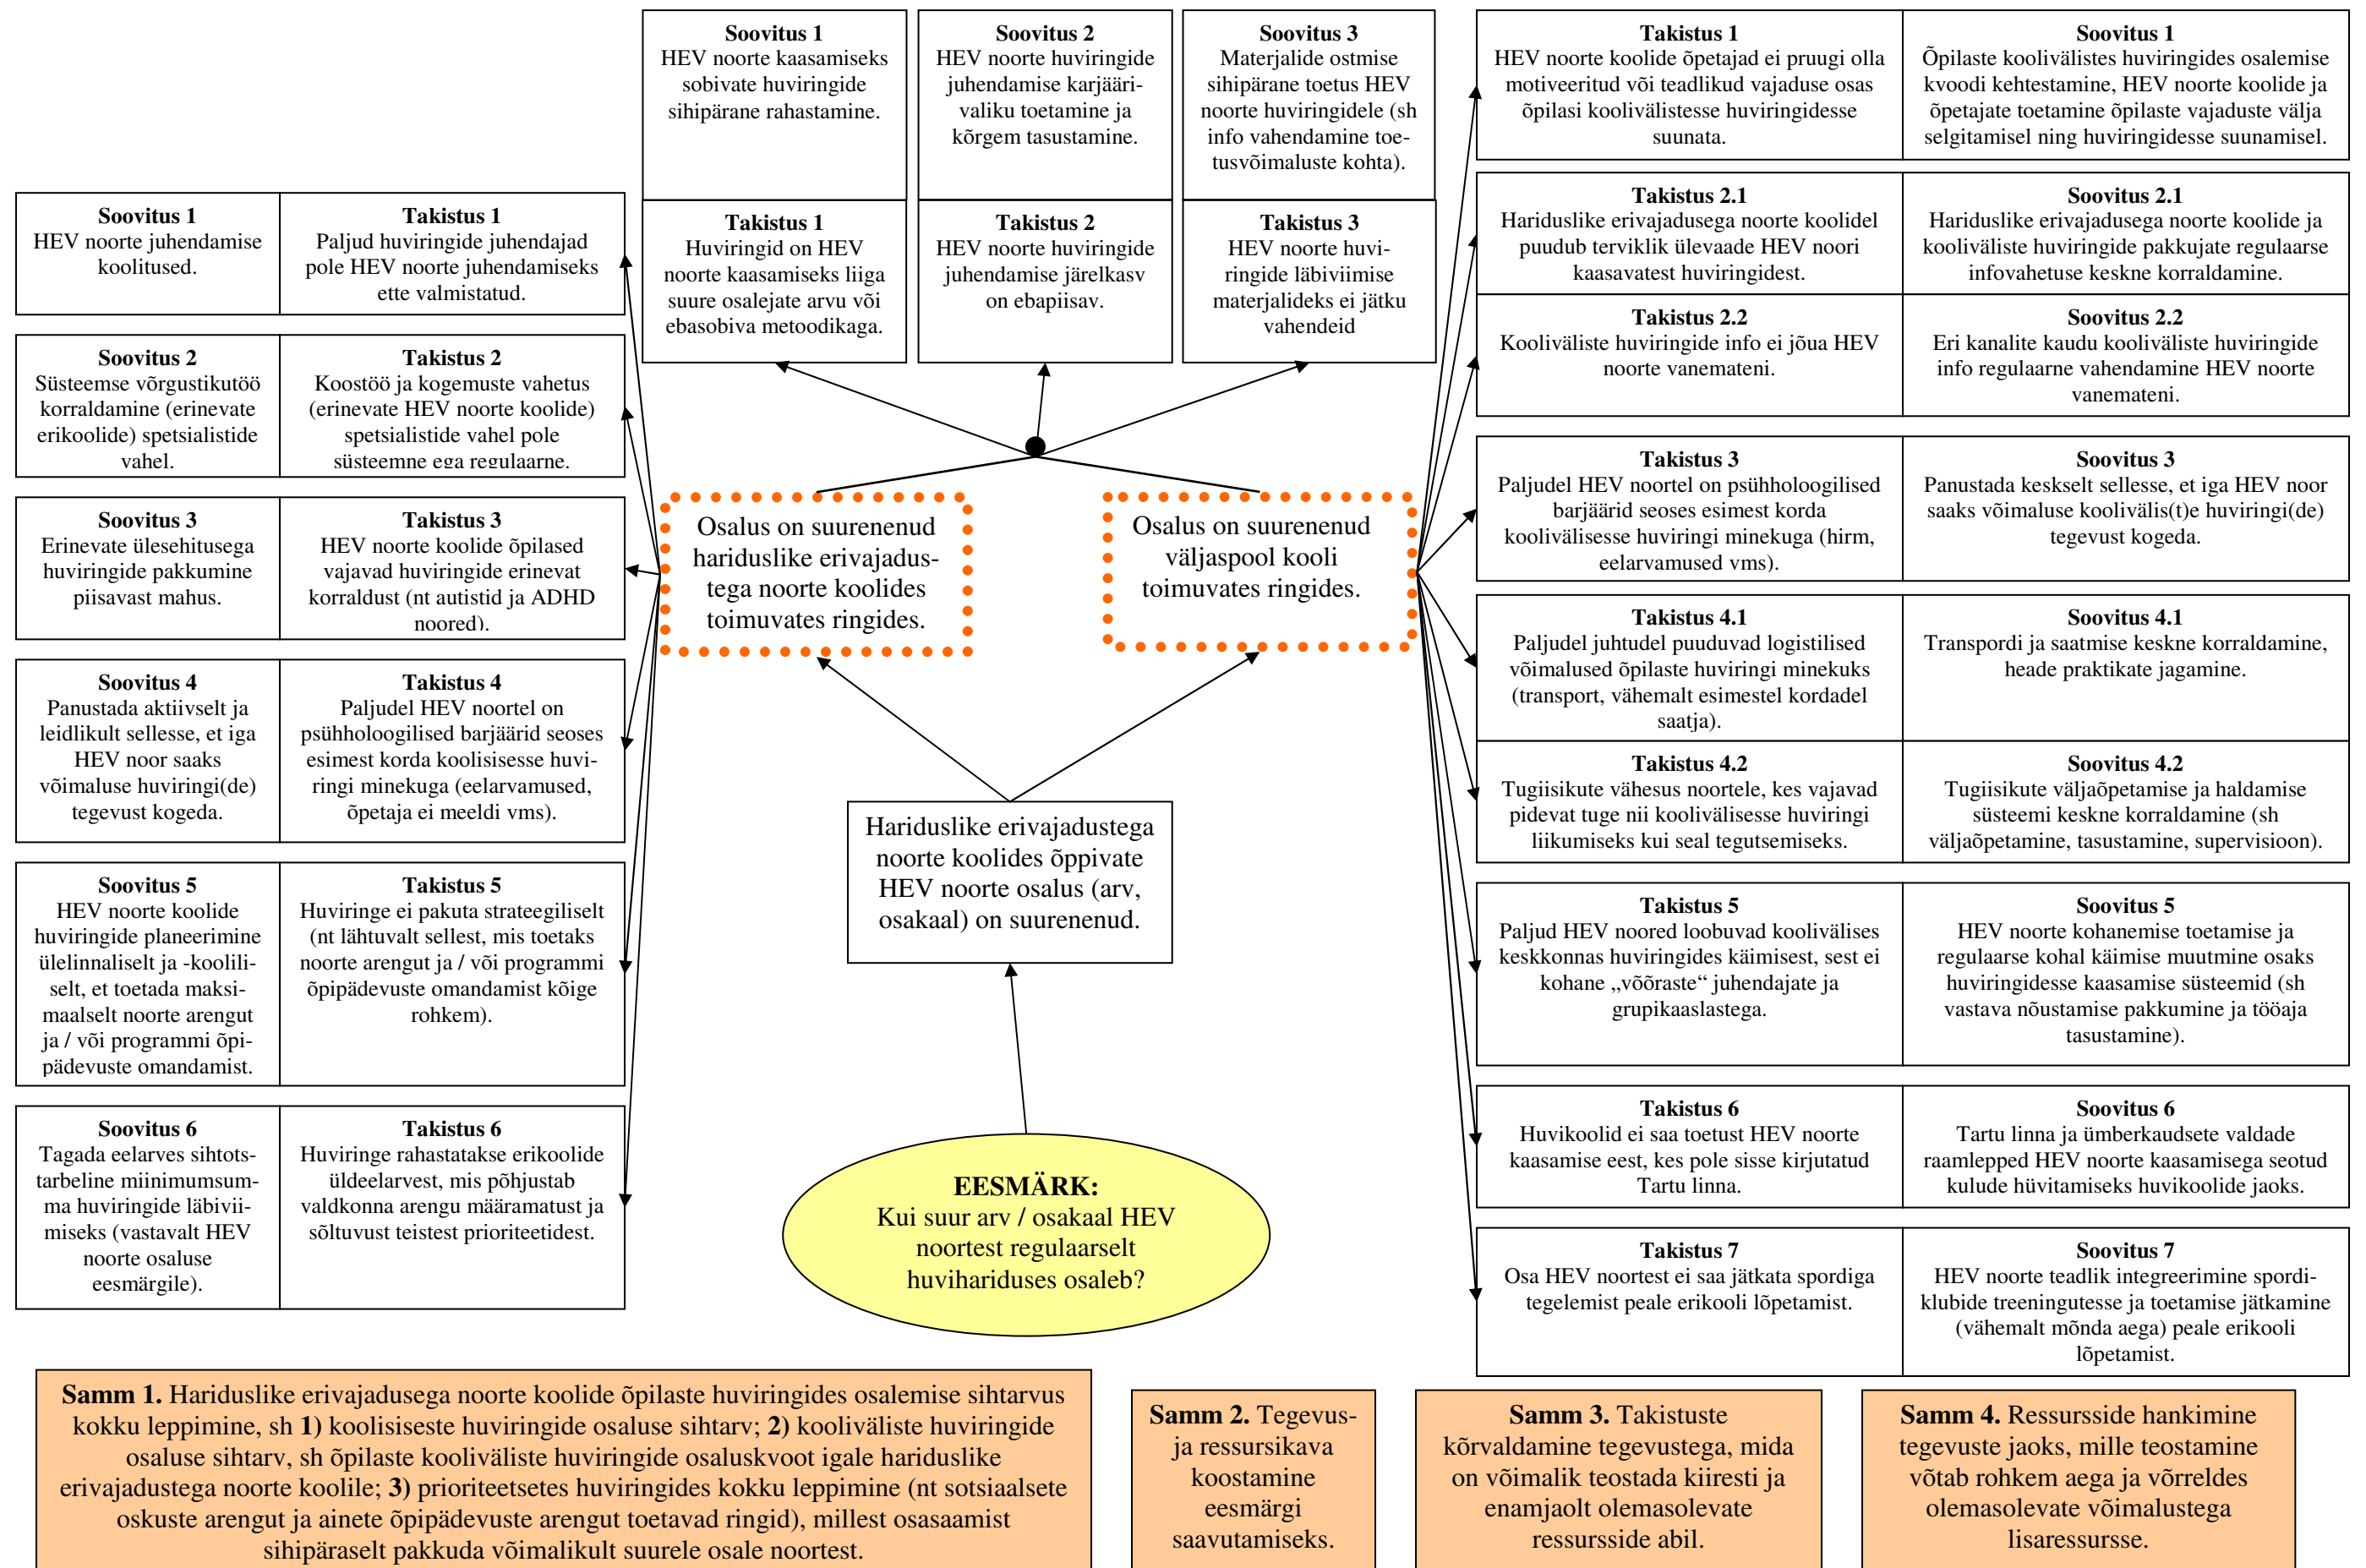 Soovitus 1
HEV noorte kaasamiseks
sobivate huviringide
sihipärane rahastamine.
Soovitus 2
HEV noorte huviringide
juhendamise karjääri-
valiku toetamine ja
kõrgem tasustamine.
Soovitus 3
Materjalide ostmise
sihipärane toetus HEV
noorte huviringidele (sh
info vahendamine toe-
tusvõimaluste kohta).
Takistus 1
Huviringid on HEV
noorte kaasamiseks liiga
suure osalejate arvu või
ebasobiva metoodikaga.
Takistus 2
HEV noorte huviringide
juhendamise järelkasv
on ebapiisav.
Takistus 3
HEV noorte huvi-
ringide läbiviimise
materjalideks ei jätku
vahendeid
Soovitus 1
HEV noorte juhendamise
koolitused.
Takistus 1
Paljud huviringide juhendajad
pole HEV noorte juhendamiseks
ette valmistatud.
Soovitus 2
Süsteemse võrgustikutöö
korraldamine (erinevate
erikoolide) spetsialistide
vahel.
Takistus 2
Koostöö ja kogemuste vahetus
(erinevate HEV noorte koolide)
spetsialistide vahel pole
süsteemne ega regulaarne.
Soovitus 3
Erinevate ülesehitusega
huviringide pakkumine
piisavast mahus.
Takistus 3
HEV noorte koolide õpilased
vajavad huviringide erinevat
korraldust (nt autistid ja ADHD
noored).
Soovitus 4
Panustada aktiivselt ja
leidlikult sellesse, et iga
HEV noor saaks
võimaluse huviringi(de)
tegevust kogeda.
Takistus 4
Paljudel HEV noortel on
psühholoogilised barjäärid seoses
esimest korda koolisisesse huvi-
ringi minekuga (eelarvamused,
õpetaja ei meeldi vms).
Soovitus 5
HEV noorte koolide
huviringide planeerimine
ülelinnaliselt ja -koolili-
selt, et toetada maksi-
maalselt noorte arengut
ja / või programmi õpi-
pädevuste omandamist.
Takistus 5
Huviringe ei pakuta strateegiliselt
(nt lähtuvalt sellest, mis toetaks
noorte arengut ja / või programmi
õpipädevuste omandamist kõige
rohkem).
Soovitus 6
Tagada eelarves sihtots-
tarbeline miinimumsum-
ma huviringide läbivii-
miseks (vastavalt HEV
noorte osaluse
eesmärgile).
Takistus 6
Huviringe rahastatakse erikoolide
üldeelarvest, mis põhjustab
valdkonna arengu määramatust ja
sõltuvust teistest prioriteetidest.
Osalus on suurenenud
hariduslike erivajadus-
tega noorte koolides
toimuvates ringides.
Osalus on suurenenud
väljaspool kooli
toimuvates ringides.
Hariduslike erivajadustega
noorte koolides õppivate
HEV noorte osalus (arv,
osakaal) on suurenenud.
EESMÄRK:
Kui suur arv / osakaal HEV
noortest regulaarselt
huvihariduses osaleb?
Takistus 1
HEV noorte koolide õpetajad ei pruugi olla
motiveeritud või teadlikud vajaduse osas
õpilasi koolivälistesse huviringidesse
suunata.
Soovitus 1
Õpilaste koolivälistes huviringides osalemise
kvoodi kehtestamine, HEV noorte koolide ja
õpetajate toetamine õpilaste vajaduste välja
selgitamisel ning huviringidesse suunamisel.
Takistus 2.1
Hariduslike erivajadusega noorte koolidel
puudub terviklik ülevaade HEV noori
kaasavatest huviringidest.
Soovitus 2.1
Hariduslike erivajadusega noorte koolide ja
kooliväliste huviringide pakkujate regulaarse
infovahetuse keskne korraldamine.
Takistus 2.2
Kooliväliste huviringide info ei jõua HEV
noorte vanemateni.
Soovitus 2.2
Eri kanalite kaudu kooliväliste huviringide
info regulaarne vahendamine HEV noorte
vanemateni.
Takistus 3
Paljudel HEV noortel on psühholoogilised
barjäärid seoses esimest korda
koolivälisesse huviringi minekuga (hirm,
eelarvamused vms).
Soovitus 3
Panustada keskselt sellesse, et iga HEV noor
saaks võimaluse koolivälis(t)e huviringi(de)
tegevust kogeda.
Takistus 4.1
Paljudel juhtudel puuduvad logistilised
võimalused õpilaste huviringi minekuks
(transport, vähemalt esimestel kordadel
saatja).
Soovitus 4.1
Transpordi ja saatmise keskne korraldamine,
heade praktikate jagamine.
Takistus 4.2
Tugiisikute vähesus noortele, kes vajavad
pidevat tuge nii koolivälisesse huviringi
liikumiseks kui seal tegutsemiseks.
Soovitus 4.2
Tugiisikute väljaõpetamise ja haldamise
süsteemi keskne korraldamine (sh
väljaõpetamine, tasustamine, supervisioon).
Takistus 5
Paljud HEV noored loobuvad koolivälises
keskkonnas huviringides käimisest, sest ei
kohane „võõraste“ juhendajate ja
grupikaaslastega.
Soovitus 5
HEV noorte kohanemise toetamise ja
regulaarse kohal käimise muutmine osaks
huviringidesse kaasamise süsteemid (sh
vastava nõustamise pakkumine ja tööaja
tasustamine).
Takistus 6
Huvikoolid ei saa toetust HEV noorte
kaasamise eest, kes pole sisse kirjutatud
Tartu linna.
Soovitus 6
Tartu linna ja ümberkaudsete valdade
raamlepped HEV noorte kaasamisega seotud
kulude hüvitamiseks huvikoolide jaoks.
Takistus 7
Osa HEV noortest ei saa jätkata spordiga
tegelemist peale erikooli lõpetamist.
Soovitus 7
HEV noorte teadlik integreerimine spordi-
klubide treeningutesse ja toetamise jätkamine
(vähemalt mõnda aega) peale erikooli
lõpetamist.
Samm 1. Hariduslike erivajadusega noorte koolide õpilaste huviringides osalemise sihtarvus
kokku leppimine, sh 1) koolisiseste huviringide osaluse sihtarv; 2) kooliväliste huviringide
osaluse sihtarv, sh õpilaste kooliväliste huviringide osaluskvoot igale hariduslike
erivajadustega noorte koolile; 3) prioriteetsetes huviringides kokku leppimine (nt sotsiaalsete
oskuste arengut ja ainete õpipädevuste arengut toetavad ringid), millest osasaamist
sihipäraselt pakkuda võimalikult suurele osale noortest.
Samm 2. Tegevus-
ja ressursikava
koostamine
eesmärgi
saavutamiseks.
Samm 3. Takistuste
kõrvaldamine tegevustega, mida
on võimalik teostada kiiresti ja
enamjaolt olemasolevate
ressursside abil.
Samm 4. Ressursside hankimine
tegevuste jaoks, mille teostamine
võtab rohkem aega ja võrreldes
olemasolevate võimalustega
lisaressursse.